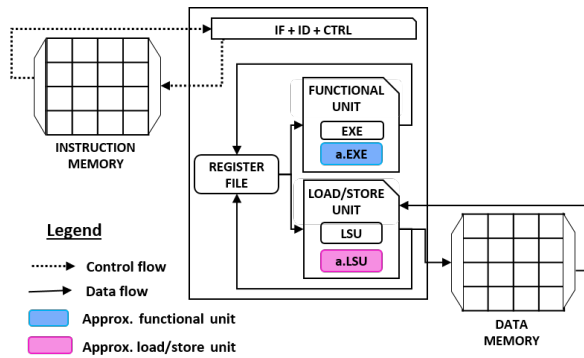 IF + ID + CTRL
INSTRUCTION
MEMORY
FUNCTIONAL
UNIT
EXE
a.EXE
REGISTER
FILE
LOAD/STORE
UNIT
LSU
a.LSU
DATA
MEMORY
Legend
Control flow
Data flow
Approx. functional unit
Approx. load/store unit